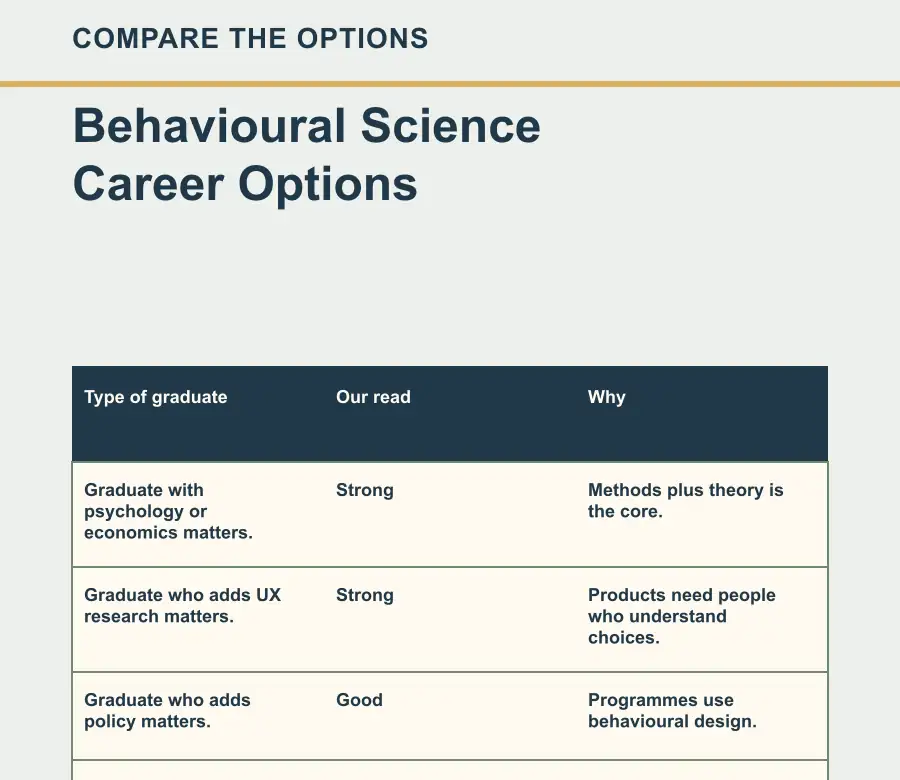 COMPARE THE OPTIONS
Behavioural Science
Career Options
Type of graduate
Our read
Why
Graduate with
psychology or
economics matters.
Strong
Methods plus theory is
the core.
Graduate who adds UX
research matters.
Strong
Products need people
who understand
choices.
Graduate who adds
policy matters.
Good
Programmes use
behavioural design.